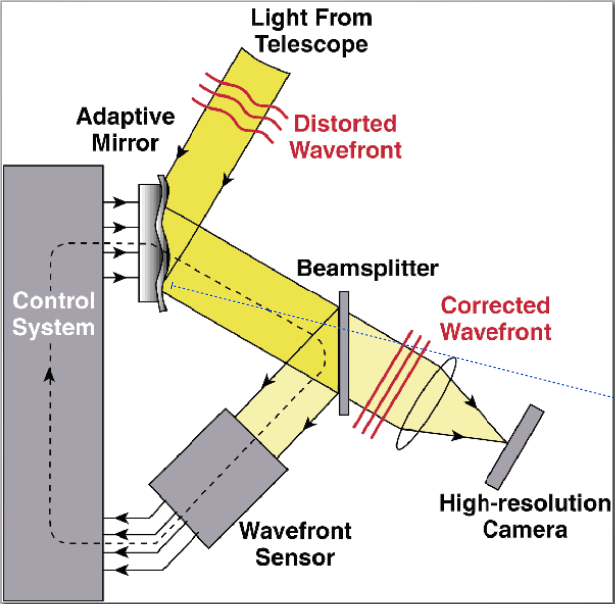 Light From
Telescope
Adaptive
Mirror
Distorted
Wavefront
Beamsplitter
Control
System
Corrected
Wavefront
High-resolution
Camera
Wavefront
Sensor